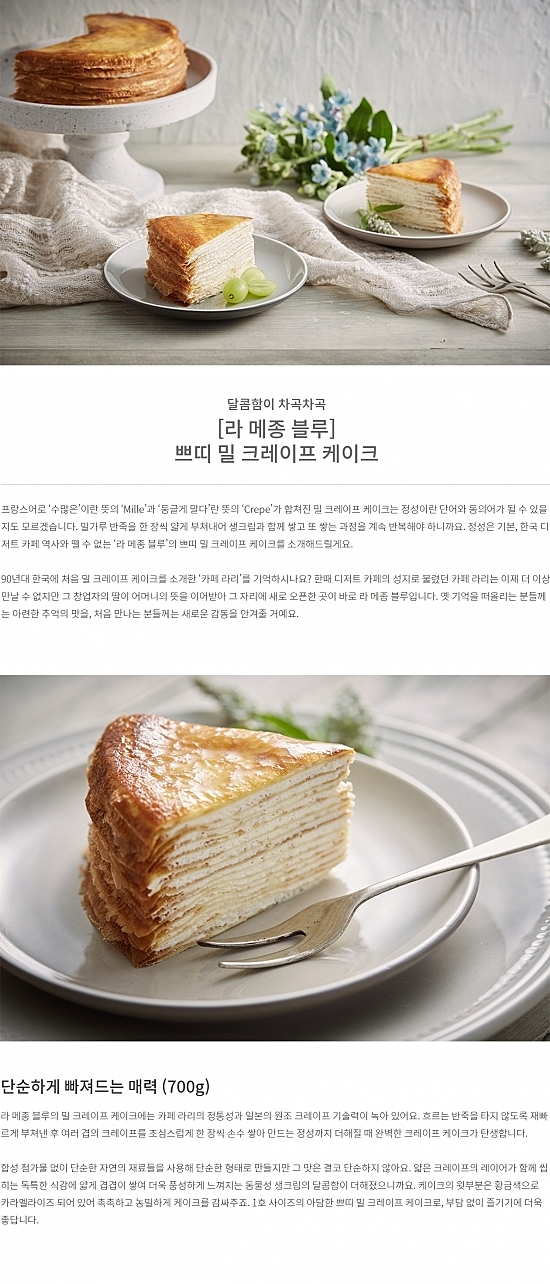 달콤함이 차곡차곡
[라 메종 블루]
쁘띠 밀 크레이프 케이크
프랑스어로 '수많은'이란 뜻의 'Mille'과 '둥글게 말다'란 뜻의 'Crepe'가 합쳐진 밀 크레이프 케이크는 정성이란 단어와 동의어가 될 수 있을
지도 모르겠습니다. 밀가루 반죽을 한 장씩 얇게 부쳐내어 생크림과 함께 쌓고 또 쌓는 과정을 계속 반복해야 하니까요. 정성은 기본, 한국 디
저트 카페 역사와 뗄 수 없는 '라 메종 블루'의 쁘띠 밀 크레이프 케이크를 소개해드릴게요.
90년대 한국에 처음 밀 크레이프 케이크를 소개한 '카페 라리'를 기억하시나요? 한때 디저트 카페의 성지로 불렸던 카페 라리는 이제 더 이상
만날 수 없지만 그 창업자의 딸이 어머니의 뜻을 이어받아 그 자리에 새로 오픈한 곳이 바로 라 메종 블루입니다. 옛 기억을 떠올리는 분들께
는 아련한 추억의 맛을, 처음 만나는 분들께는 새로운 감동을 안겨줄 거예요.
단순하게 빠져드는 매력 (700g)
라 메종 블루의 밀 크레이프 케이크에는 카페 라리의 정통성과 일본의 원조 크레이프 기술력이 녹아 있어요. 흐르는 반죽을 타지 않도록 재빠
르게 부쳐낸 후 여러 겹의 크레이프를 조심스럽게 한 장씩 손수 쌓아 만드는 정성까지 더해질 때 완벽한 크레이프 케이크가 탄생합니다.
합성 첨가물 없이 단순한 자연의 재료들을 사용해 단순한 형태로 만들지만 그 맛은 결코 단순하지 않아요. 얇은 크레이프의 레이어가 함께 씹
히는 독특한 식감에 얇게 겹겹이 쌓여 더욱 풍성하게 느껴지는 동물성 생크림의 달콤함이 더해졌으니까요. 케이크의 윗부분은 황금색으로
카라멜라이즈 되어 있어 촉촉하고 농밀하게 케이크를 감싸주죠. 1호 사이즈의 아담한 쁘띠 밀 크레이프 케이크로, 부담 없이 즐기기에 더욱
좋답니다.